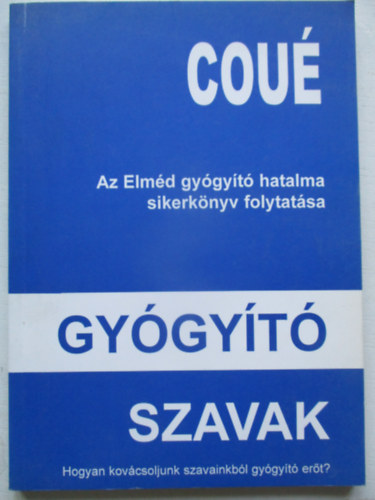 COUÉ
Az Elméd gyógyító hatalma
sikerkönyv folytatása
GYÓGYÍTÓ
SZAVAK
Hogyan kovácsoljunk szavainkból gyógyító erőt?